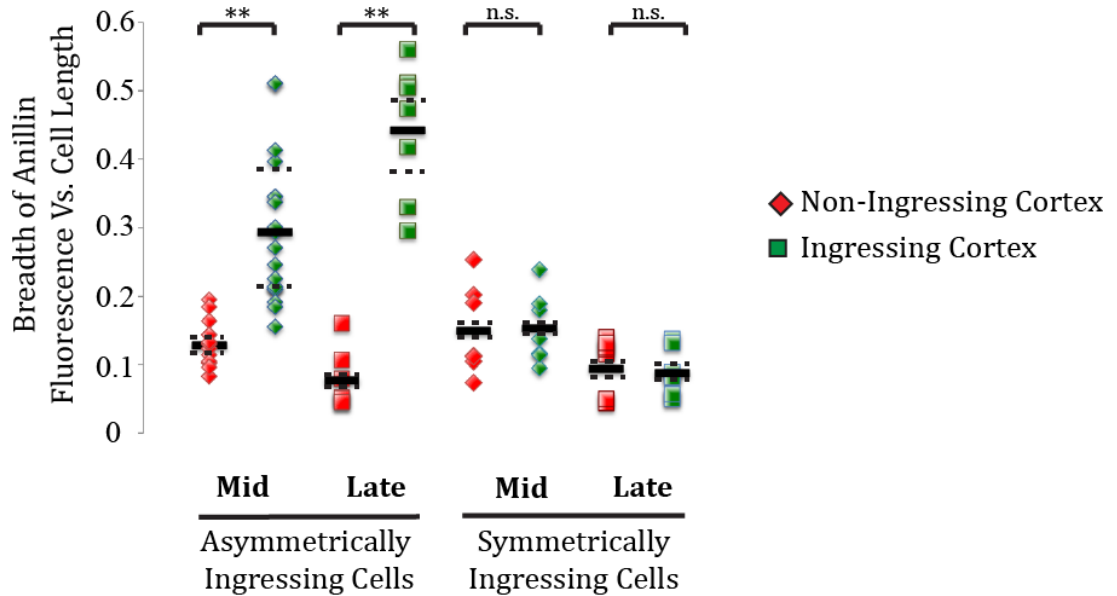 ** ** n.s. n.s.
0.6
0.5
0.4
0.3
0.2
0.1
0
Breadth of Anillin
Fluorescence Vs. Cell Length
Non-Ingressing Cortex
Ingressing Cortex
Mid Late Mid Late
Asymmetrically
Ingressing Cells
Symmetrically
Ingressing Cells